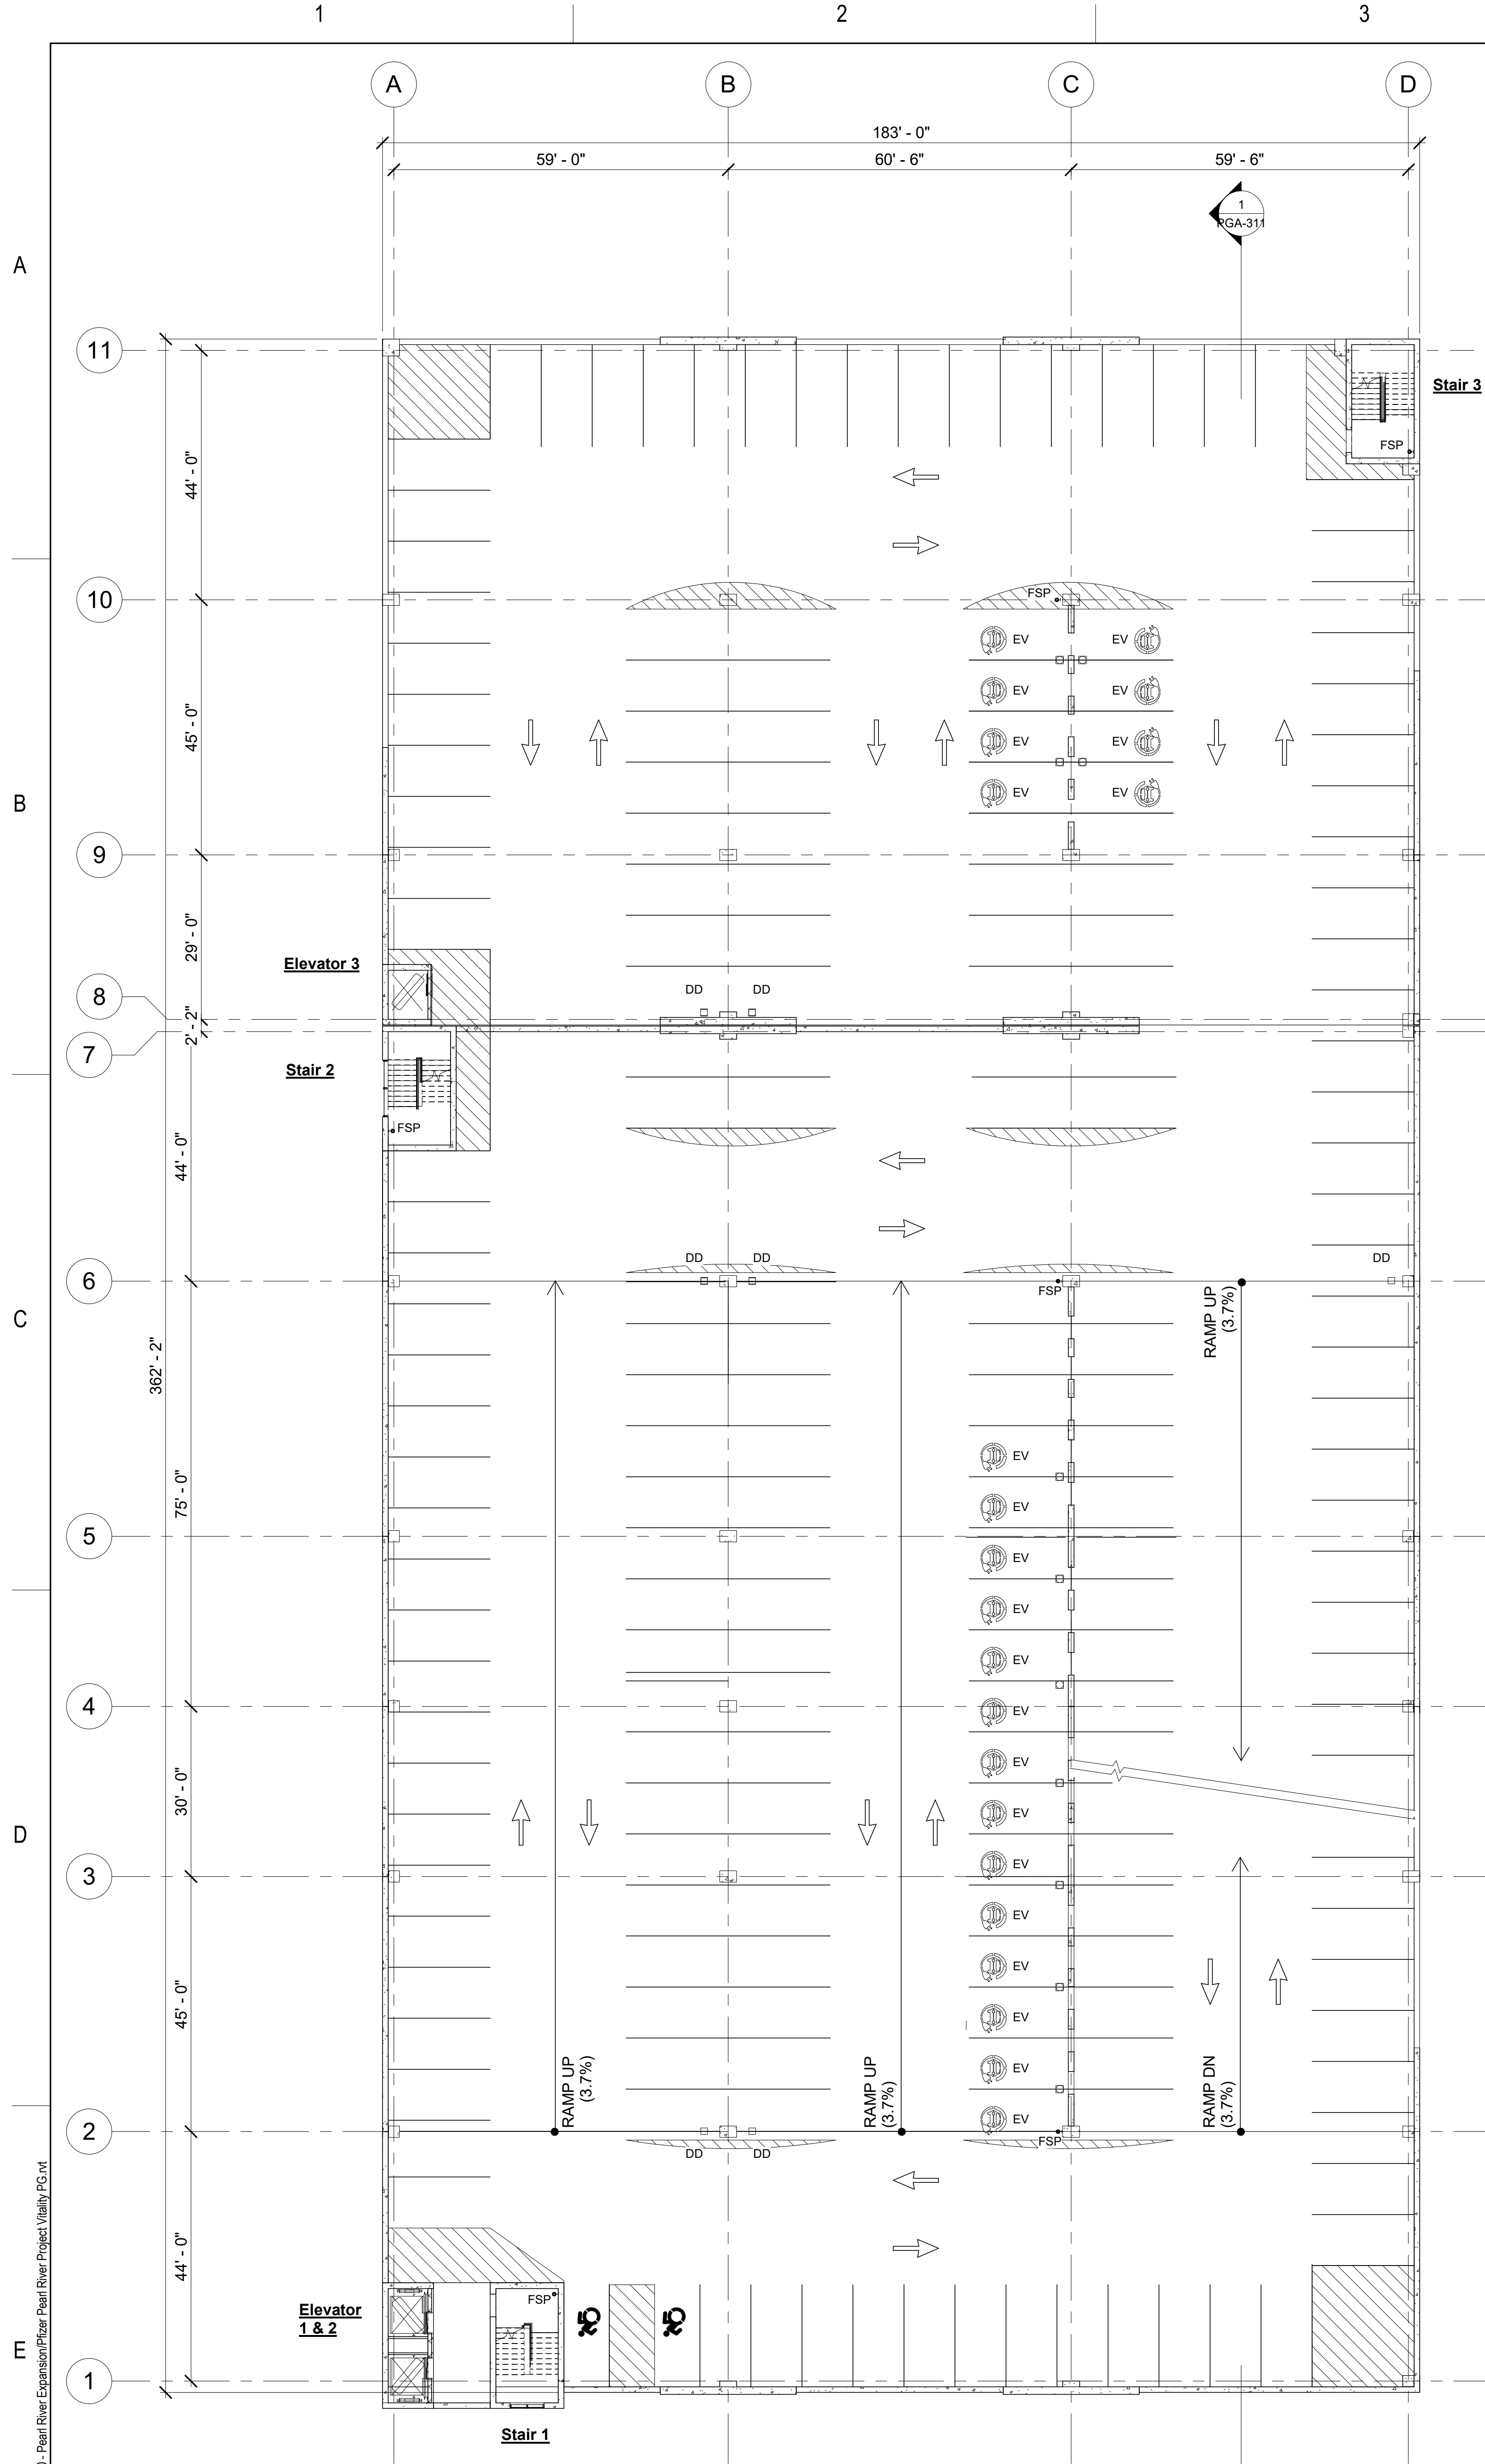 1 2 3
A B C D
183' - 0"
59' - 0" 60' - 6" 59' - 6"
1
PGA-311
A
11
Stair 3
44' - 0"
FSP
10
FSP
EV EV
EV EV
45' - 0"
EV EV
B
EV EV
9
29' - 0"
Elevator 3
8
DD DD
2' - 2"
7
Stair 2
FSP
44' - 0"
DD DD DD
6
FSP
RAMP UP
(3.7%)
C
362' - 2"
EV
75' - 0"
EV
5
EV
EV
EV
4
EV
EV
30' - 0"
EV
D
3
EV
EV
EV
45' - 0"
EV
EV
RAMP UP
(3.7%)
RAMP UP
(3.7%)
RAMP DN
(3.7%)
EV
2
FSP
DD DD
44' - 0"
FSP
Elevator
1 & 2
E
1
Stair 1
- Pearl River Expansion/Pfizer Pearl River Project Vitality PG.rvt